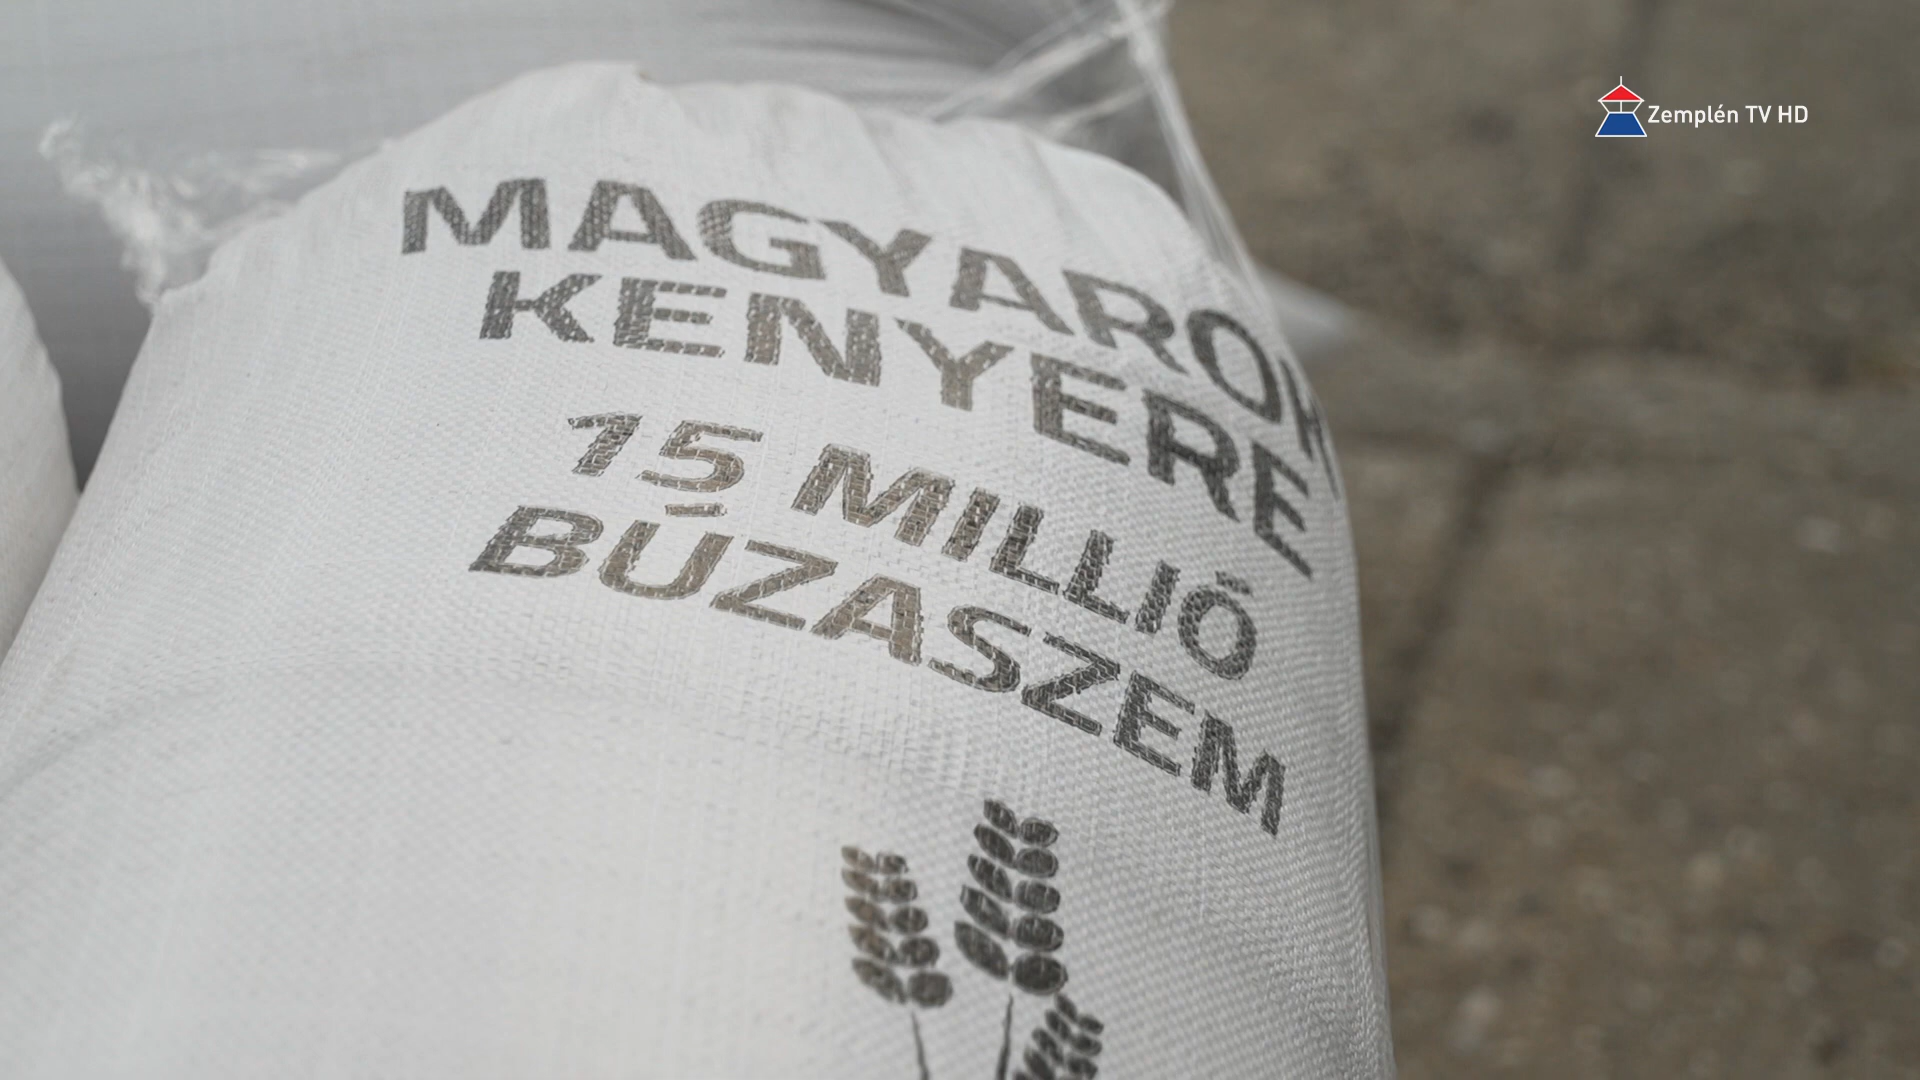 Zemplén TV HD
MAGYAROK
KENYERE
15 MILLIÓ
BÚZASZEM